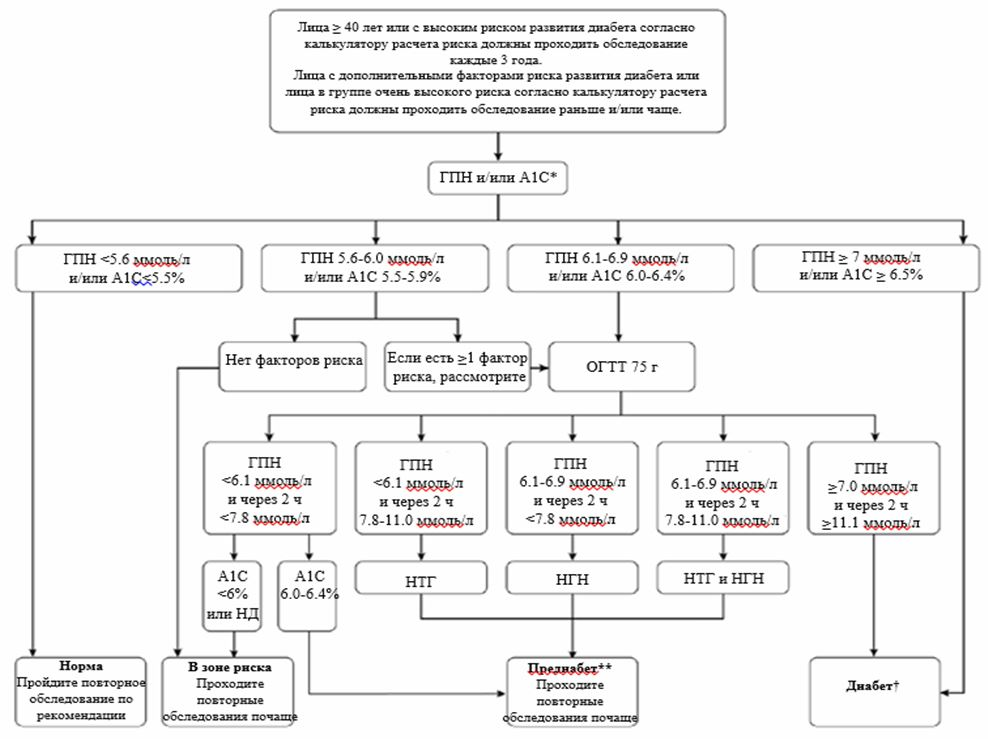 Лица ≥ 40 лет или с высоким риском развития диабета согласно
калькулятору расчета риска должны проходить обследование
каждые 3 года.
Лица с дополнительными факторами риска развития диабета или
лица в группе очень высокого риска согласно калькулятору расчета
риска должны проходить обследование раньше и/или чаще.
ГПН и/или А1С*
ГПН <5.6 ммоль/л
и/или А1С<5.5%
ГПН 5.6-6.0 ммоль/л
и/или А1С 5.5-5.9%
ГПН 6.1-6.9 ммоль/л
и/или А1С 6.0-6.4%
ГПН ≥ 7 ммоль/л
и/или А1С ≥ 6.5%
Нет факторов риска
Если есть ≥1 фактор
риска, рассмотрите
ОГТТ 75 г
ГПН
<6.1 ммоль/л
и через 2 ч
<7.8 ммоль/л
ГПН
<6.1 ммоль/л
и через 2 ч
7.8-11.0 ммоль/л
ГПН
6.1-6.9 ммоль/л
и через 2 ч
<7.8 ммоль/л
ГПН
6.1-6.9 ммоль/л
и через 2 ч
7.8-11.0 ммоль/л
ГПН
≥7.0 ммоль/л
и через 2 ч
≥11.1 ммоль/л
А1С
<6%
или НД
А1С
6.0-6.4%
НТГ
НГН
НТГ и НГН
Норма
Пройдите повторное
обследование по
рекомендации
В зоне риска
Проходите
повторные
обследования почаще
Преднабет**
Проходите
повторные
обследования почаще
Диабет†